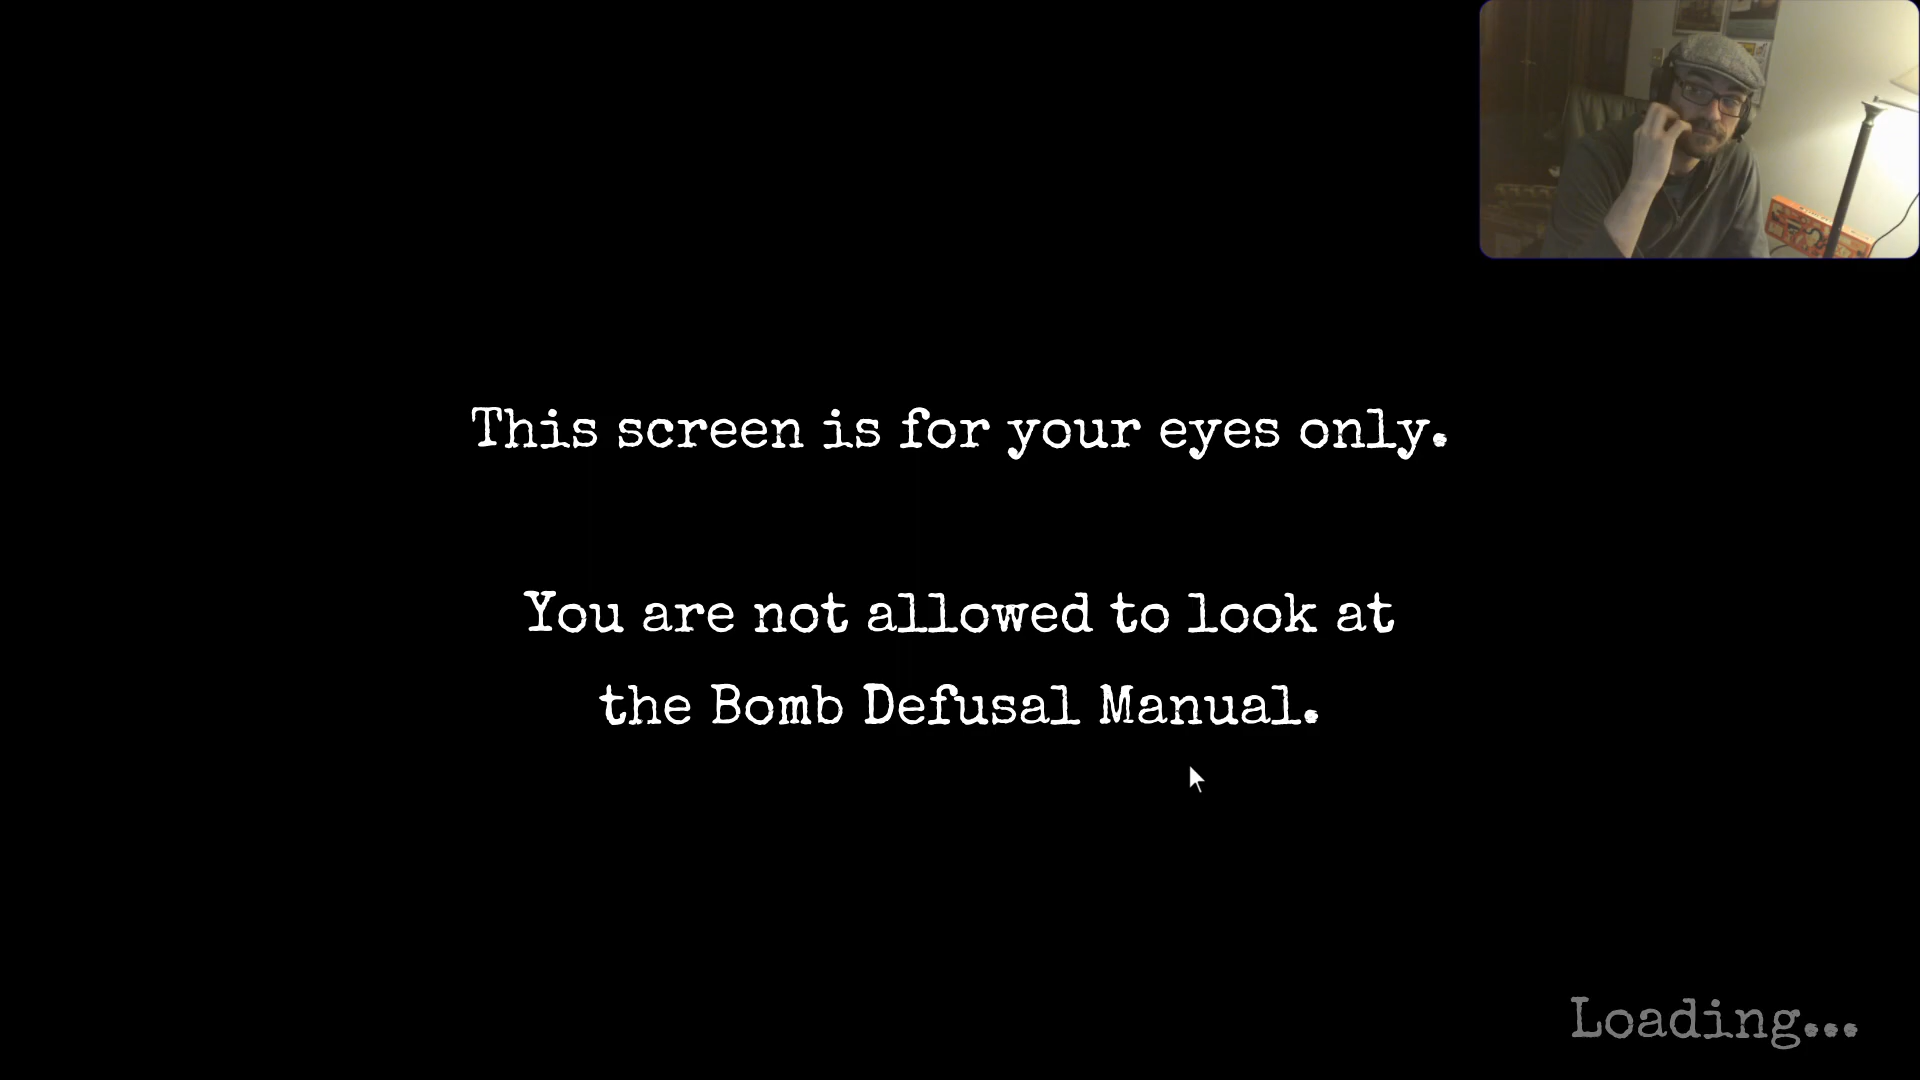 This screen is for your eyes only.
You are not allowed to look at
the Bomb Defusal Manual.
Loading...